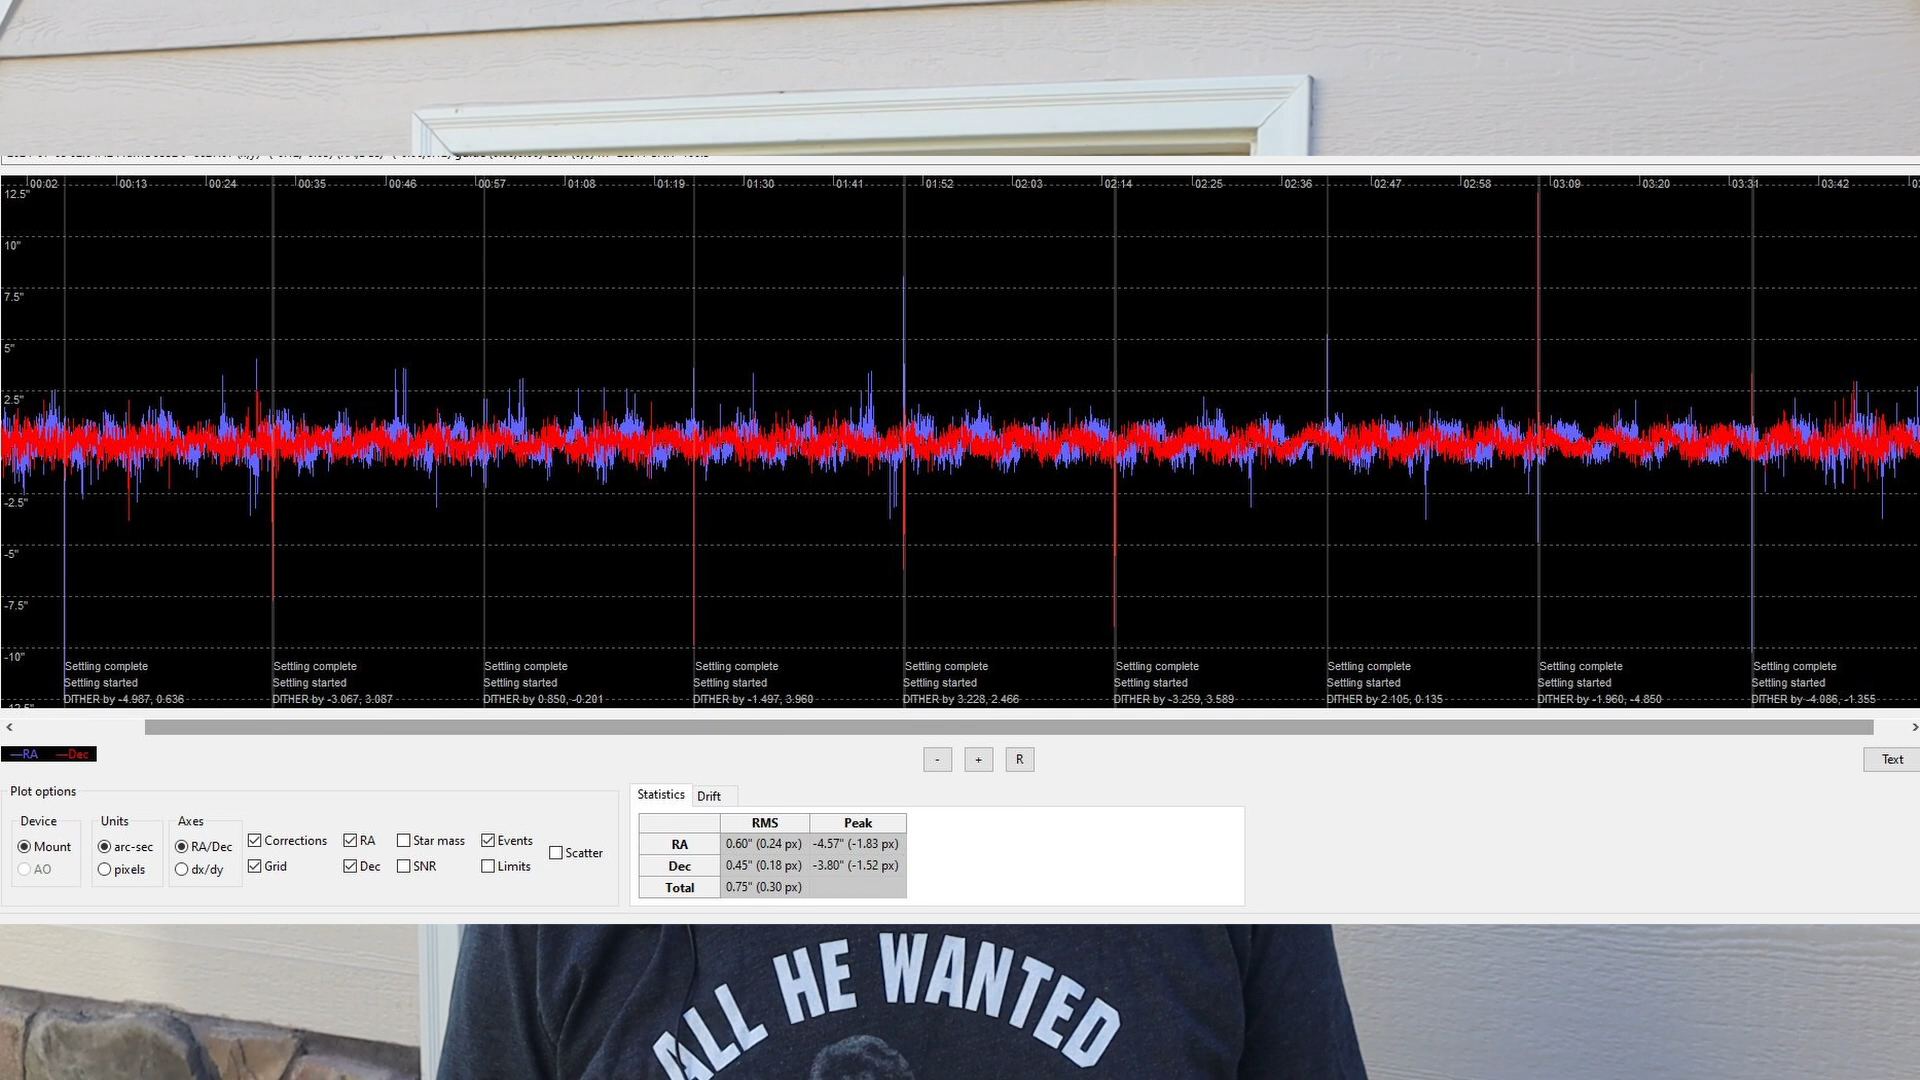 00:02 00:13 00:24 00:35 00:46 00:57 01:08 01:19 01:30 01:41 01:52 02:03 02:14 02:25 02:36 02:47 02:58 03:09 03:20 03:31 03:42
12.5"
10"
7.5"
5"
2.5"
-2.5"
-5"
-7.5"
-10"
Settling complete Settling complete Settling complete Settling complete Settling complete Settling complete Settling complete Settling complete Settling complete
Settling started Settling started Settling started Settling started Settling started Settling started Settling started Settling started Settling started
DITHER by -4.987, 0.636 DITHER by -3.067, 3.087 DITHER by 0.850, -0.201 DITHER by -1.497, 3.960 DITHER by 3.228, 2.466 DITHER by -3.259, 3.589 DITHER by 2.105, 0.135 DITHER by -1.960, -4.850 DITHER by -4.086, -1.355
—RA —Dec - + R Text
Plot options Statistics Drift
Device Units Axes
RMS Peak
Mount arc-sec RA/Dec Corrections RA Star mass Events Scatter
AO pixels dx/dy Grid Dec SNR Limits
RA 0.60" (0.24 px) -4.57" (-1.83 px)
Dec 0.45" (0.18 px) -3.80" (-1.52 px)
Total 0.75" (0.30 px)
ALL HE WANTED